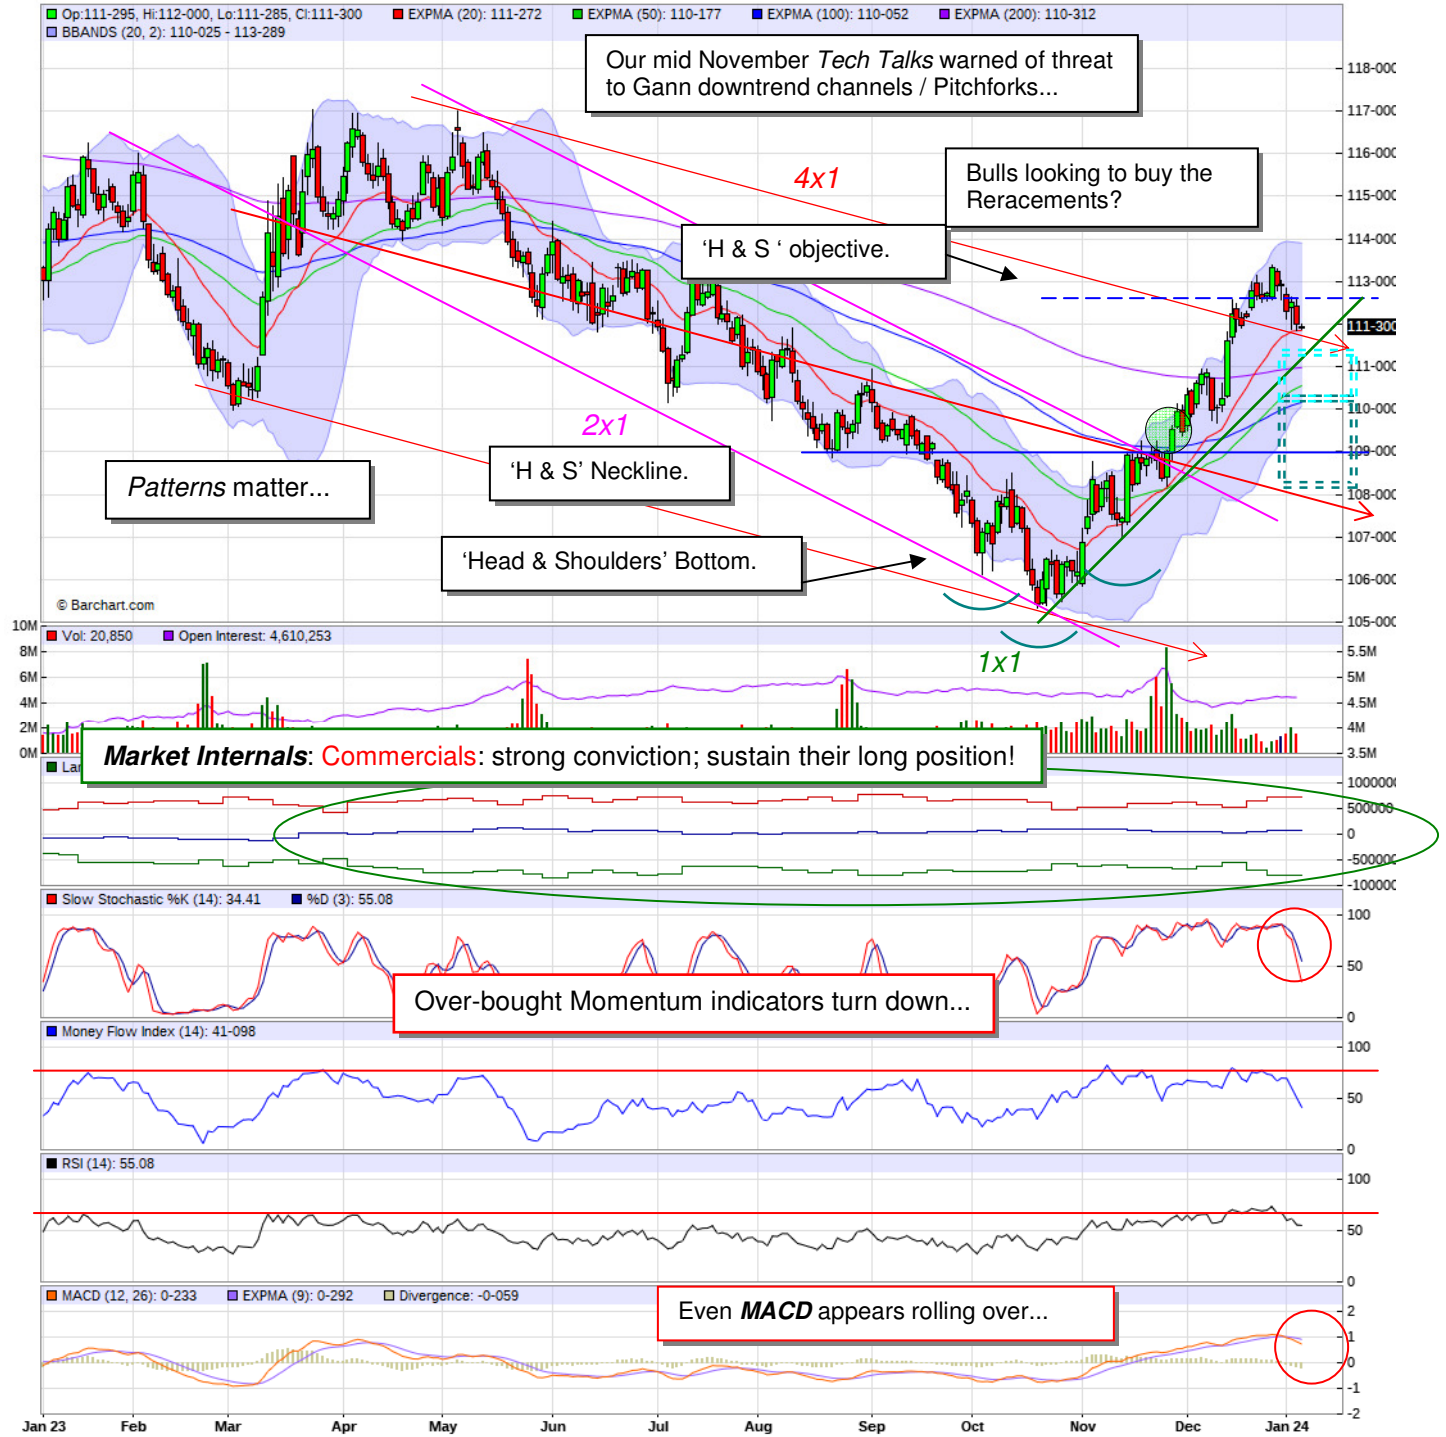 Op:111-295, Hi:112-000, Lo:111-285, Cl:111-300 EXPMA (20): 111-272 EXPMA (50): 110-177 EXPMA (100): 110-052 EXPMA (200): 110-312
BBANDS (20, 2): 110-025 - 113-289
Our mid November Tech Talks warned of threat
to Gann downtrend channels / Pitchforks...
118-000
117-000
116-000
115-000
114-000
113-000
111-300
111-000
110-000
109-000
108-000
107-000
106-000
105-000
4x1
Bulls looking to buy the
Reracements?
‘H & S ‘ objective.
2x1
‘H & S’ Neckline.
Patterns matter...
‘Head & Shoulders’ Bottom.
© Barchart.com
1x1
10M
8M
6M
4M
2M
0M
Vol: 20,850 Open Interest: 4,610,253
5.5M
5M
4.5M
4M
3.5M
Market Internals: Commercials: strong conviction; sustain their long position!
Lar
1000000
500000
0
-500000
-100000
Slow Stochastic %K (14): 34.41 %D (3): 55.08
100
50
0
Over-bought Momentum indicators turn down...
Money Flow Index (14): 41-098
100
50
0
RSI (14): 55.08
100
50
0
MACD (12, 26): 0-233 EXPMA (9): 0-292 Divergence: -0-059
Even MACD appears rolling over...
2
1
0
-1
-2
Jan 23 Feb Mar Apr May Jun Jul Aug Sep Oct Nov Dec Jan 24